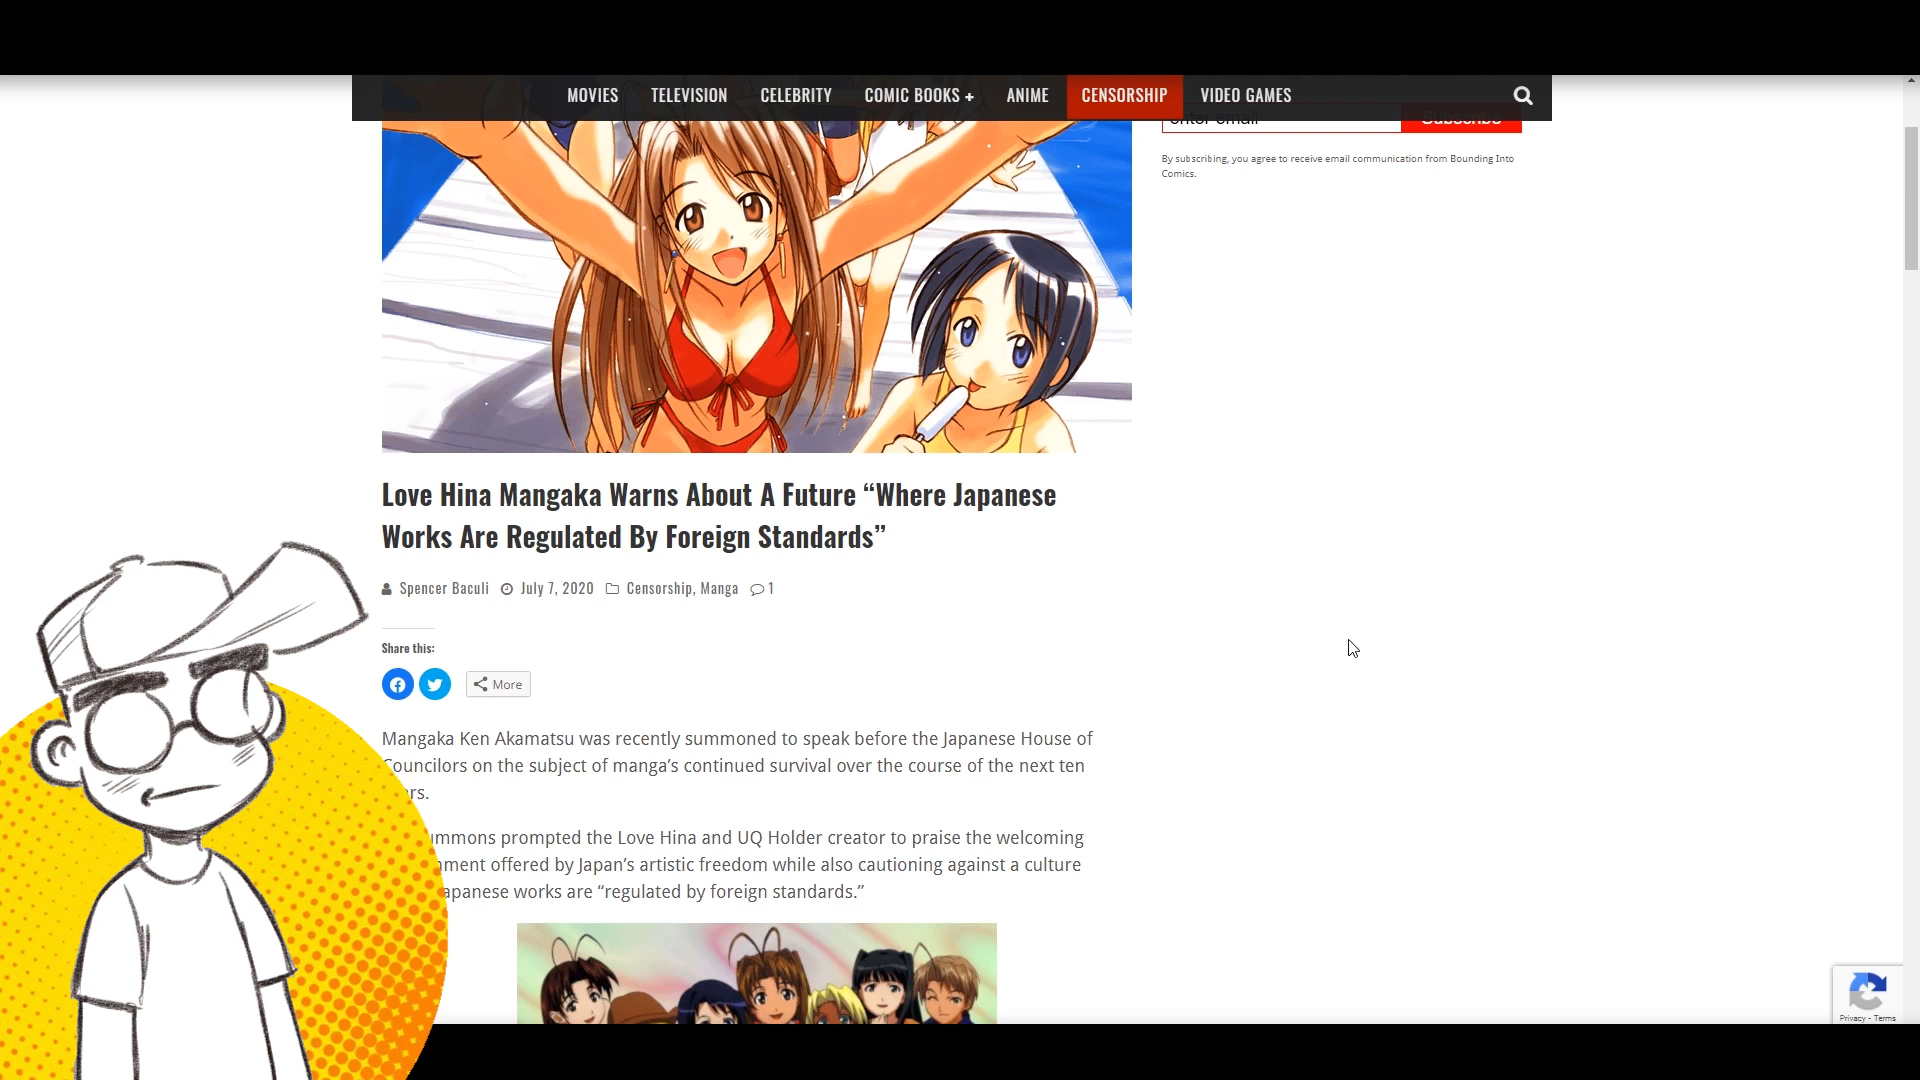 MOVIES TELEVISION CELEBRITY COMIC BOOKS + ANIME CENSORSHIP VIDEO GAMES
enter email Subscribe
By subscribing, you agree to receive email communication from Bounding Into
Comics.
Love Hina Mangaka Warns About A Future “Where Japanese
Works Are Regulated By Foreign Standards”
Spencer Baculi July 7, 2020 Censorship, Manga 1
Share this:
More
Mangaka Ken Akamatsu was recently summoned to speak before the Japanese House of
Councilors on the subject of manga’s continued survival over the course of the next ten
prompted the Love Hina and UQ Holder creator to praise the welcoming
offered by Japan’s artistic freedom while also cautioning against a culture
works are “regulated by foreign standards.”
Privacy - Terms